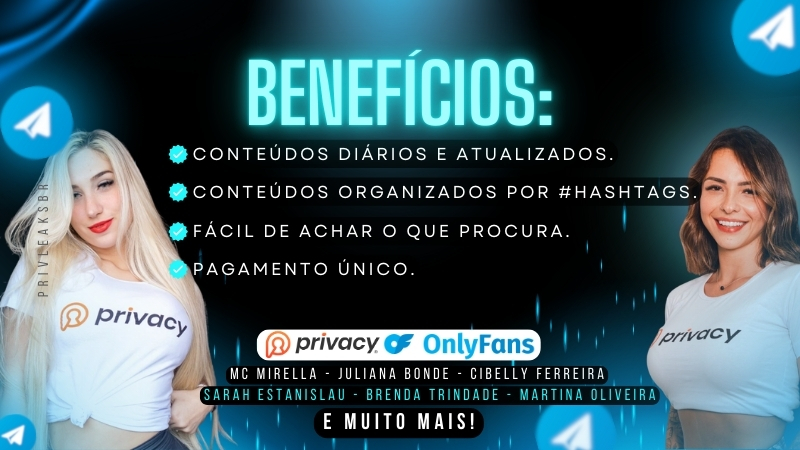 BENEFÍCIOS:
CONTEÚDOS DIÁRIOS E ATUALIZADOS.
CONTEÚDOS ORGANIZADOS POR #HASHTAGS.
FÁCIL DE ACHAR O QUE PROCURA.
PAGAMENTO ÚNICO.
PRIVLEAKSBR
privacy
privacy
privacy. OnlyFans
MC MIRELLA - JULIANA BONDE - CIBELLY FERREIRA
SARAH ESTANISLAU - BRENDA TRINDADE - MARTINA OLIVEIRA
E MUITO MAIS!